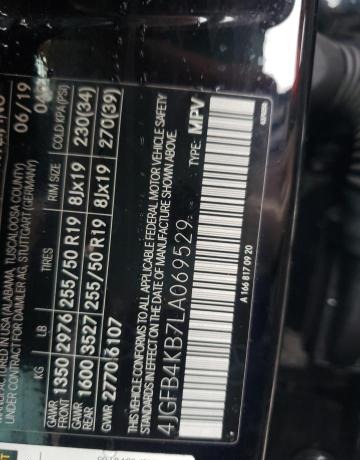 MANUFACTURED IN USA (ALABAMA, TUSCALOOSA COUNTY) 06/19
UNDER CONTRACT FOR DAIMLER AG, STUTTGART (GERMANY)
KG LB TIRES RIM SIZE COLD KPA (PSI)
GAWR FRONT 1350 2976 255/50 R19 8Jx19 230(34)
GAWR REAR 1600 3527 255/50 R19 8Jx19 270(39)
GVWR 2770 6107
THIS VEHICLE CONFORMS TO ALL APPLICABLE FEDERAL MOTOR VEHICLE SAFETY
STANDARDS IN EFFECT ON THE DATE OF MANUFACTURE SHOWN ABOVE.
4JGFB4KB7LA069529 TYPE: MPV
A 166 817 09 20